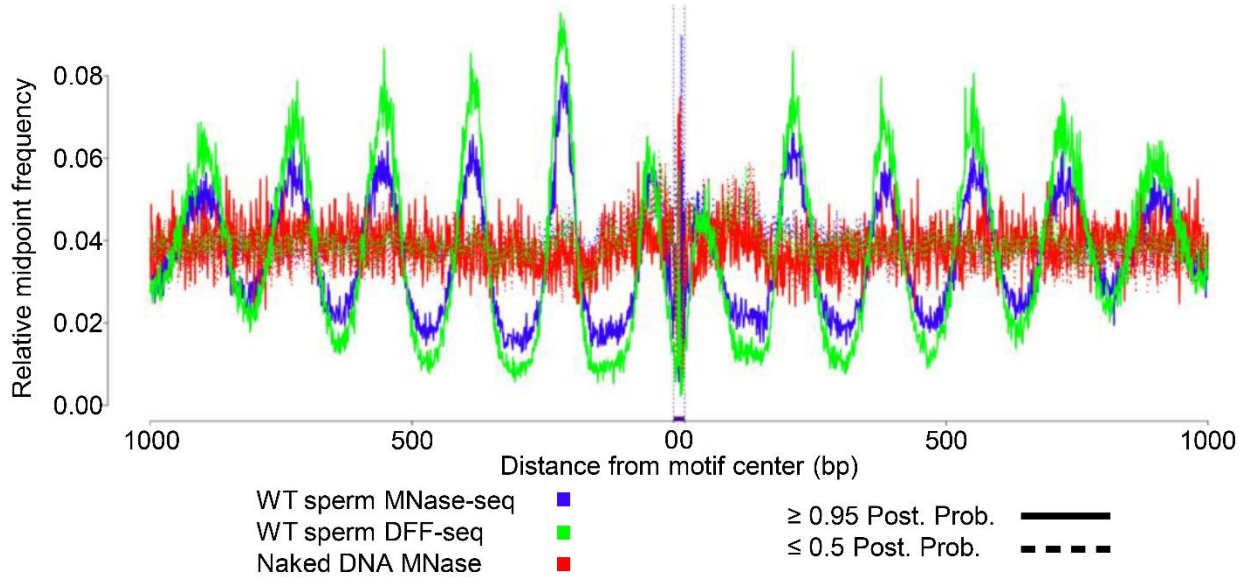 Relative midpoint frequency
0.08
0.06
0.04
0.02
0.00
1000 500 00 500 1000
Distance from motif center (bp)
WT sperm MNase-seq
WT sperm DFF-seq
Naked DNA MNase
≥ 0.95 Post. Prob.
≤ 0.5 Post. Prob.